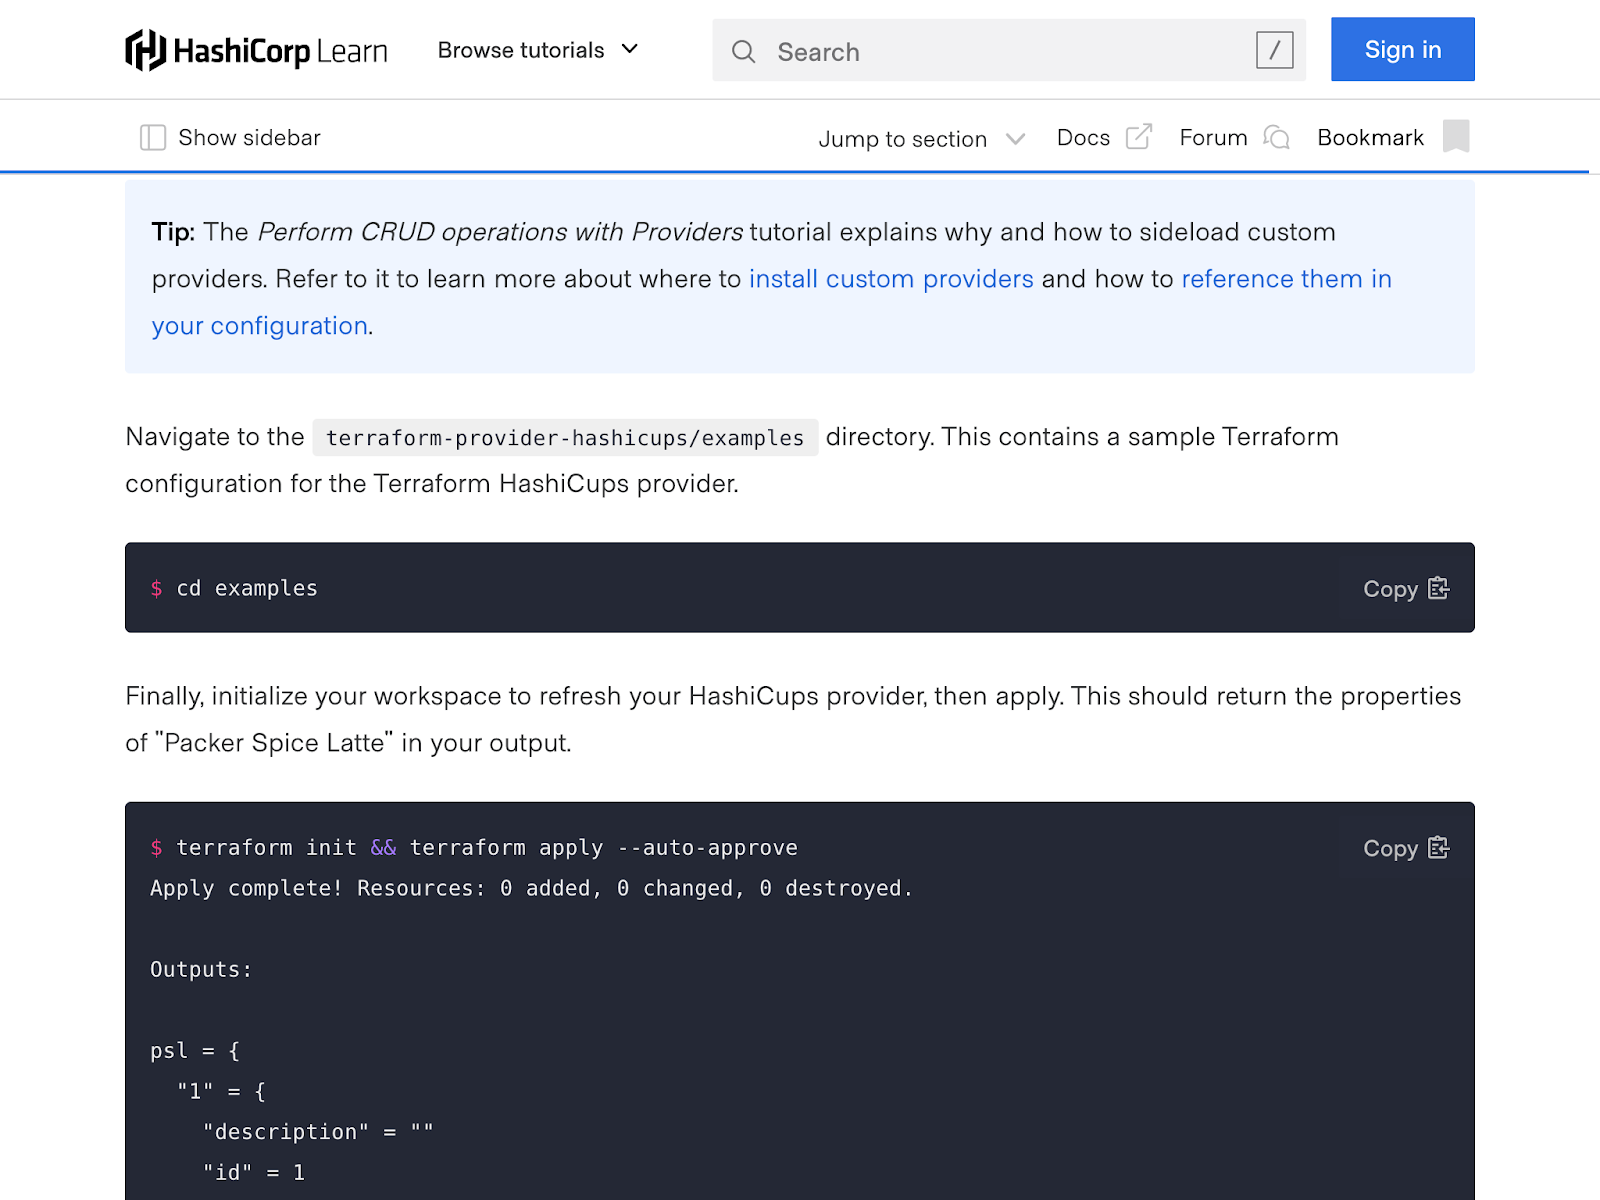 HashiCorp Learn
Browse tutorials
Search
/
Sign in
Show sidebar
Jump to section
Docs
Forum
Bookmark
Tip: The Perform CRUD operations with Providers tutorial explains why and how to sideload custom
providers. Refer to it to learn more about where to install custom providers and how to reference them in
your configuration.
Navigate to the terraform-provider-hashicups/examples directory. This contains a sample Terraform
configuration for the Terraform HashiCups provider.
$ cd examples
Copy
Finally, initialize your workspace to refresh your HashiCups provider, then apply. This should return the properties
of "Packer Spice Latte" in your output.
$ terraform init && terraform apply --auto-approve
Copy
Apply complete! Resources: 0 added, 0 changed, 0 destroyed.
Outputs:
psl = {
"1" = {
"description" = ""
"id" = 1